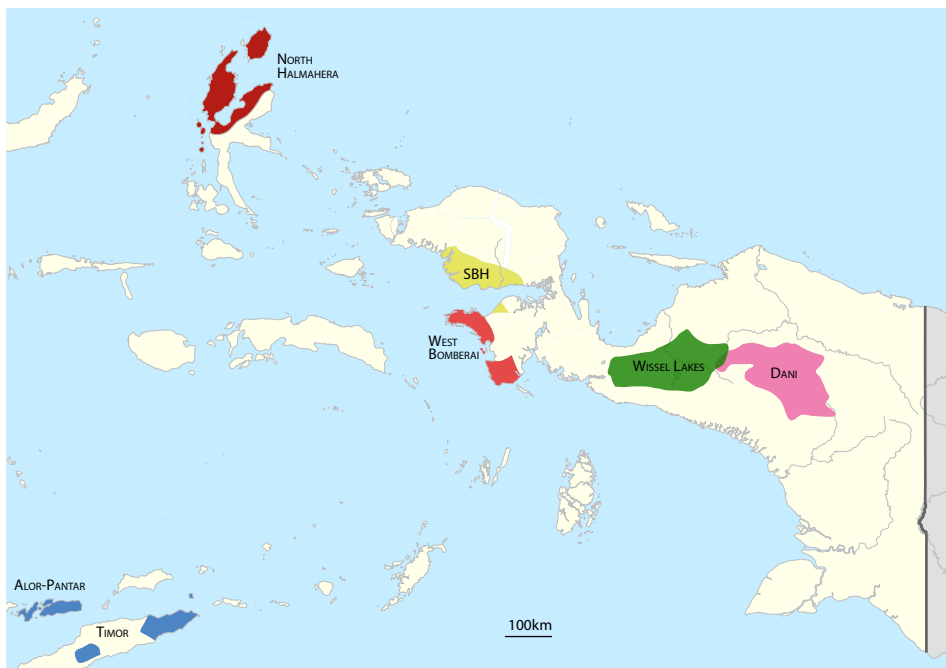 North
Halmahera
SBH
West
Bomberai
Wissel Lakes
Dani
Alor-Pantar
Timor
100km